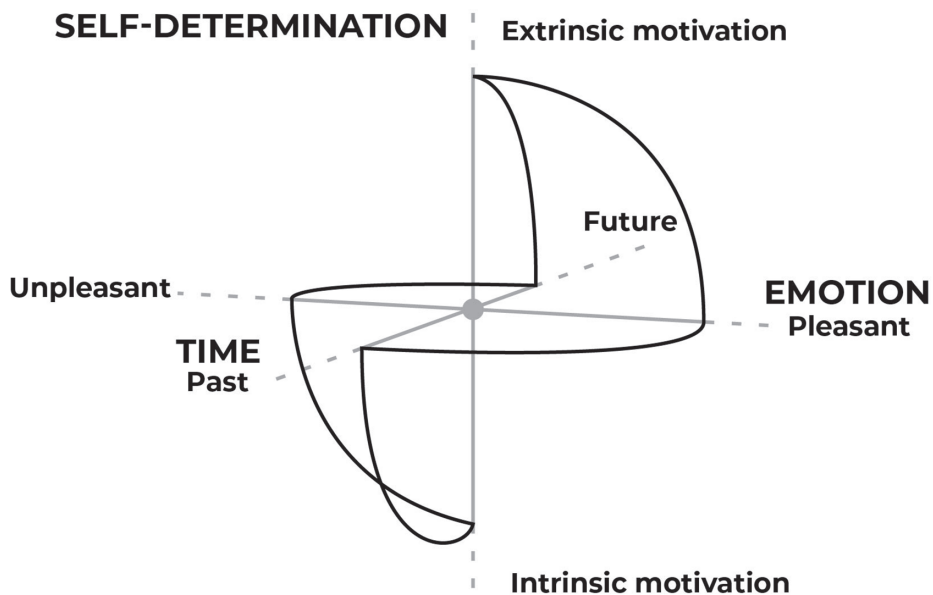 SELF-DETERMINATION
Extrinsic motivation
Future
Unpleasant
EMOTION
Pleasant
TIME
Past
Intrinsic motivation